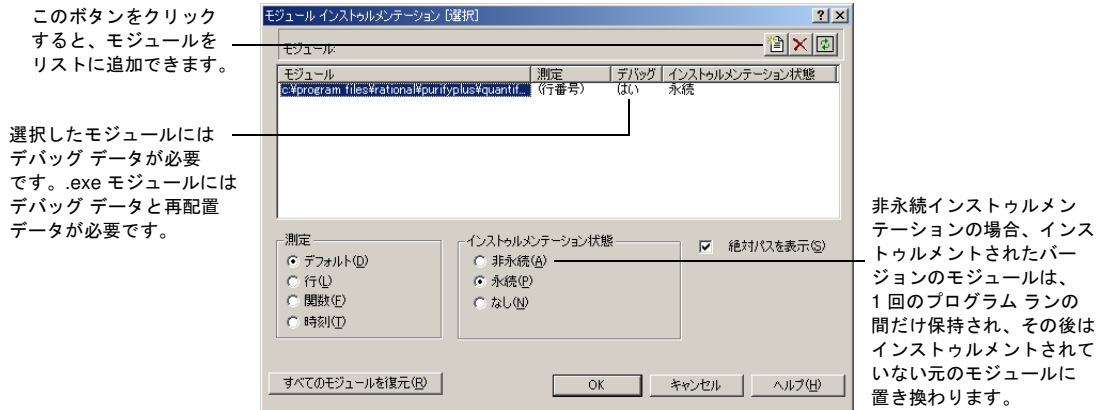 このボタンをクリック
すると、モジュールを
リストに追加できます。
モジュール インストゥルメンテーション [選択]
モジュール:
モジュール 測定 デバッグ インストゥルメンテーション状態
c:¥program files¥rational¥purifyplus¥quantif... (行番号) はい 永続
選択したモジュールには
デバッグ データが必要
です。.exe モジュールには
デバッグ データと再配置
データが必要です。
測定
デフォルト(D)
行(L)
関数(F)
時刻(T)
インストゥルメンテーション状態
非永続(A)
永続(P)
なし(N)
絶対パスを表示(S)
非永続インストゥルメン
テーションの場合、インス
トゥルメントされたバー
ジョンのモジュールは、
1 回のプログラム ランの
間だけ保持され、その後は
インストゥルメントされて
いない元のモジュールに
置き換わります。
すべてのモジュールを復元(R)
OK
キャンセル
ヘルプ(H)